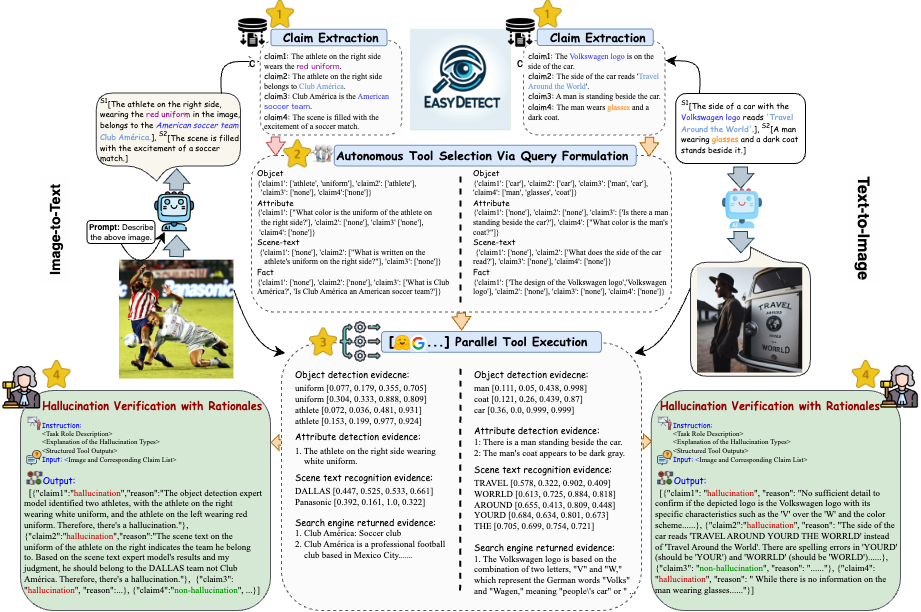 1
Claim Extraction
claim1: The athlete on the right side
wears the red uniform.
claim2: The athlete on the right side
belongs to Club América.
claim3: Club América is the American
soccer team.
claim4: The scene is filled with the
excitement of a soccer match.
C
EASYDETECT
1
Claim Extraction
claim1: The Volkswagen logo is on the
side of the car.
claim2: The side of the car reads 'Travel
Around the World'.
claim3: A man is standing beside the car.
claim4: The man wears glasses and a
dark coat.
C
S1[The athlete on the right side,
wearing the red uniform in the image,
belongs to the American soccer team
Club América.], S2[The scene is filled
with the excitement of a soccer
match.]
Image-to-Text
Prompt: Describe
the above image.
S1[The side of a car with the
Volkswagen logo reads 'Travel
Around the World'.], S2[A man
wearing glasses and a dark coat
stands beside it.]
Text-to-Image
TRAVEL
AROUND
WORLD
2
Autonomous Tool Selection Via Query Formulation
Objcet
{'claim1': ['athlete', 'uniform'], 'claim2': ['athlete'],
'claim3': ['none'], 'claim4':['none']}
Attribute
{'claim1': ["What color is the uniform of the athlete on
the right side?"], 'claim2': ['none'], 'claim3' ['none'],
'claim4': ['none']}
Scene-text
{'claim1': ['none'], 'claim2': ["What is written on the
athlete's uniform on the right side?"], 'claim3': ['none']}
Fact
{'claim1': ['none'], 'claim2': ['none'], 'claim3': ["What is Club
América?', 'Is Club América an American soccer team?']}
Objcet
{'claim1': ['car'], 'claim2': ['car'], 'claim3': ['man', 'car'],
'claim4': ['man', 'glasses', 'coat']}
Attribute
{'claim1': ['none'], 'claim2': ['none'], 'claim3': ['Is there a man
standing beside the car?'], 'claim4': ["What color is the man's
coat?"]}
Scene-text
{'claim1': ['none'], 'claim2': ["What does the side of the car
read?'], 'claim3': ['none'], 'claim4': ['none']}
Fact
{'claim1': ['The design of the Volkswagen logo','Volkswagen
logo'], 'claim2': ['none'], 'claim3': ['none'], 'claim4': ['none']}
3
[ G ...] Parallel Tool Execution
Object detection evidecne:
uniform [0.077, 0.179, 0.355, 0.705]
uniform [0.304, 0.333, 0.888, 0.809]
athlete [0.072, 0.036, 0.481, 0.931]
athlete [0.153, 0.199, 0.977, 0.924]
Attribute detection evidence:
1. The athlete on the right side wearing
white uniform.
Scene text recognition evidence:
DALLAS [0.447, 0.525, 0.533, 0.661]
Panasonic [0.392, 0.161, 1.0, 0.322]
Search engine returned evidence:
1. Club América: Soccer club
2. Club América is a professional football
club based in Mexico City.......
Object detection evidecne:
man [0.111, 0.05, 0.438, 0.998]
coat [0.121, 0.26, 0.439, 0.87]
car [0.36, 0.0, 0.999, 0.999]
Attribute detection evidence:
1: There is a man standing beside the car.
2: The man's coat appears to be dark gray.
Scene text recognition evidence:
TRAVEL [0.578, 0.322, 0.902, 0.409]
WORRLD [0.613, 0.725, 0.884, 0.818]
AROUND [0.655, 0.413, 0.809, 0.448]
YOURD [0.684, 0.634, 0.801, 0.673]
THE [0.705, 0.699, 0.754, 0.721]
Search engine returned evidence:
1. The Volkswagen logo is based on the
combination of two letters, "V" and "W,"
which represent the German words "Volks"
and "Wagen," meaning "people\'s car" or " ...
4
Hallucination Verification with Rationales
Instruction:
<Task Role Description>
<Explanation of the Hallucination Types>
<Structured Tool Outputs>
Input: <Image and Corresponding Claim List>
Output:
[{"claim1": "hallucination","reason":"The object detection expert
model identified two athletes, with the athlete on the right
wearing white uniform, and the athlete on the left wearing red
uniform. Therefore, there's a hallucination."},
{"claim2":"hallucination","reason":"The scene text on the
uniform of the athlete on the right indicates the team he belong
to. Based on the scene text expert model's results and my
judgment, he should belong to the DALLAS team not Club
América. Therefore, there's a hallucination."}, {"claim3":
"hallucination", "reason":...}, {"claim4":"non-hallucination", ...}]
4
Hallucination Verification with Rationales
Instruction:
<Task Role Description>
<Explanation of the Hallucination Types>
<Structured Tool Outputs>
Input: <Image and Corresponding Claim List>
Output:
[{"claim1": "hallucination", "reason": "No sufficient detail to
confirm if the depicted logo is the Volkswagen logo with its
specific characteristics such as the 'V' over the 'W' and the color
scheme......}, {"claim2":"hallucination", "reason": "The side of the
car reads 'TRAVEL AROUND YOURD THE WORRLD' instead
of 'Travel Around the World'. There are spelling errors in 'YOURD'
(should be 'YOUR') and 'WORRLD' (should be 'WORLD')......},
{"claim3": "non-hallucination", "reason": "......"}, {"claim4":
"hallucination", "reason": " While there is no information on the
man wearing glasses......"}]